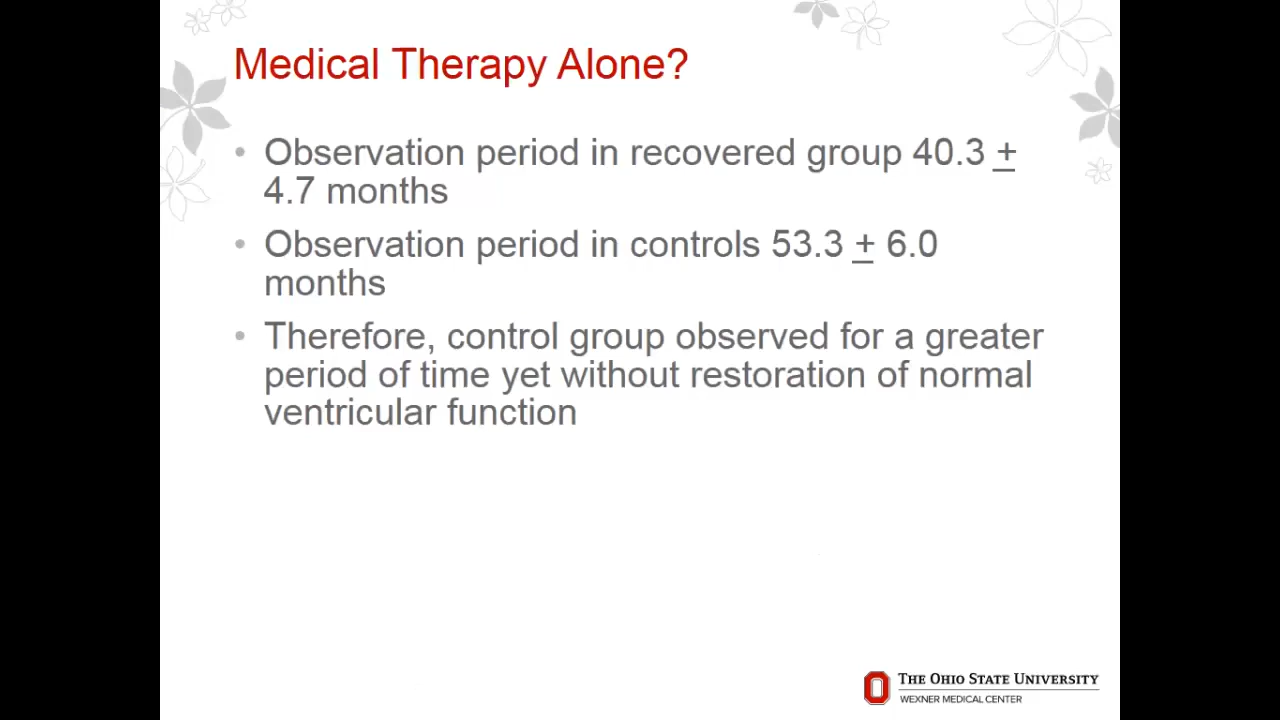 Medical Therapy Alone?
• Observation period in recovered group 40.3 ±
4.7 months
• Observation period in controls 53.3 ± 6.0
months
• Therefore, control group observed for a greater
period of time yet without restoration of normal
ventricular function
THE OHIO STATE UNIVERSITY
WEXNER MEDICAL CENTER